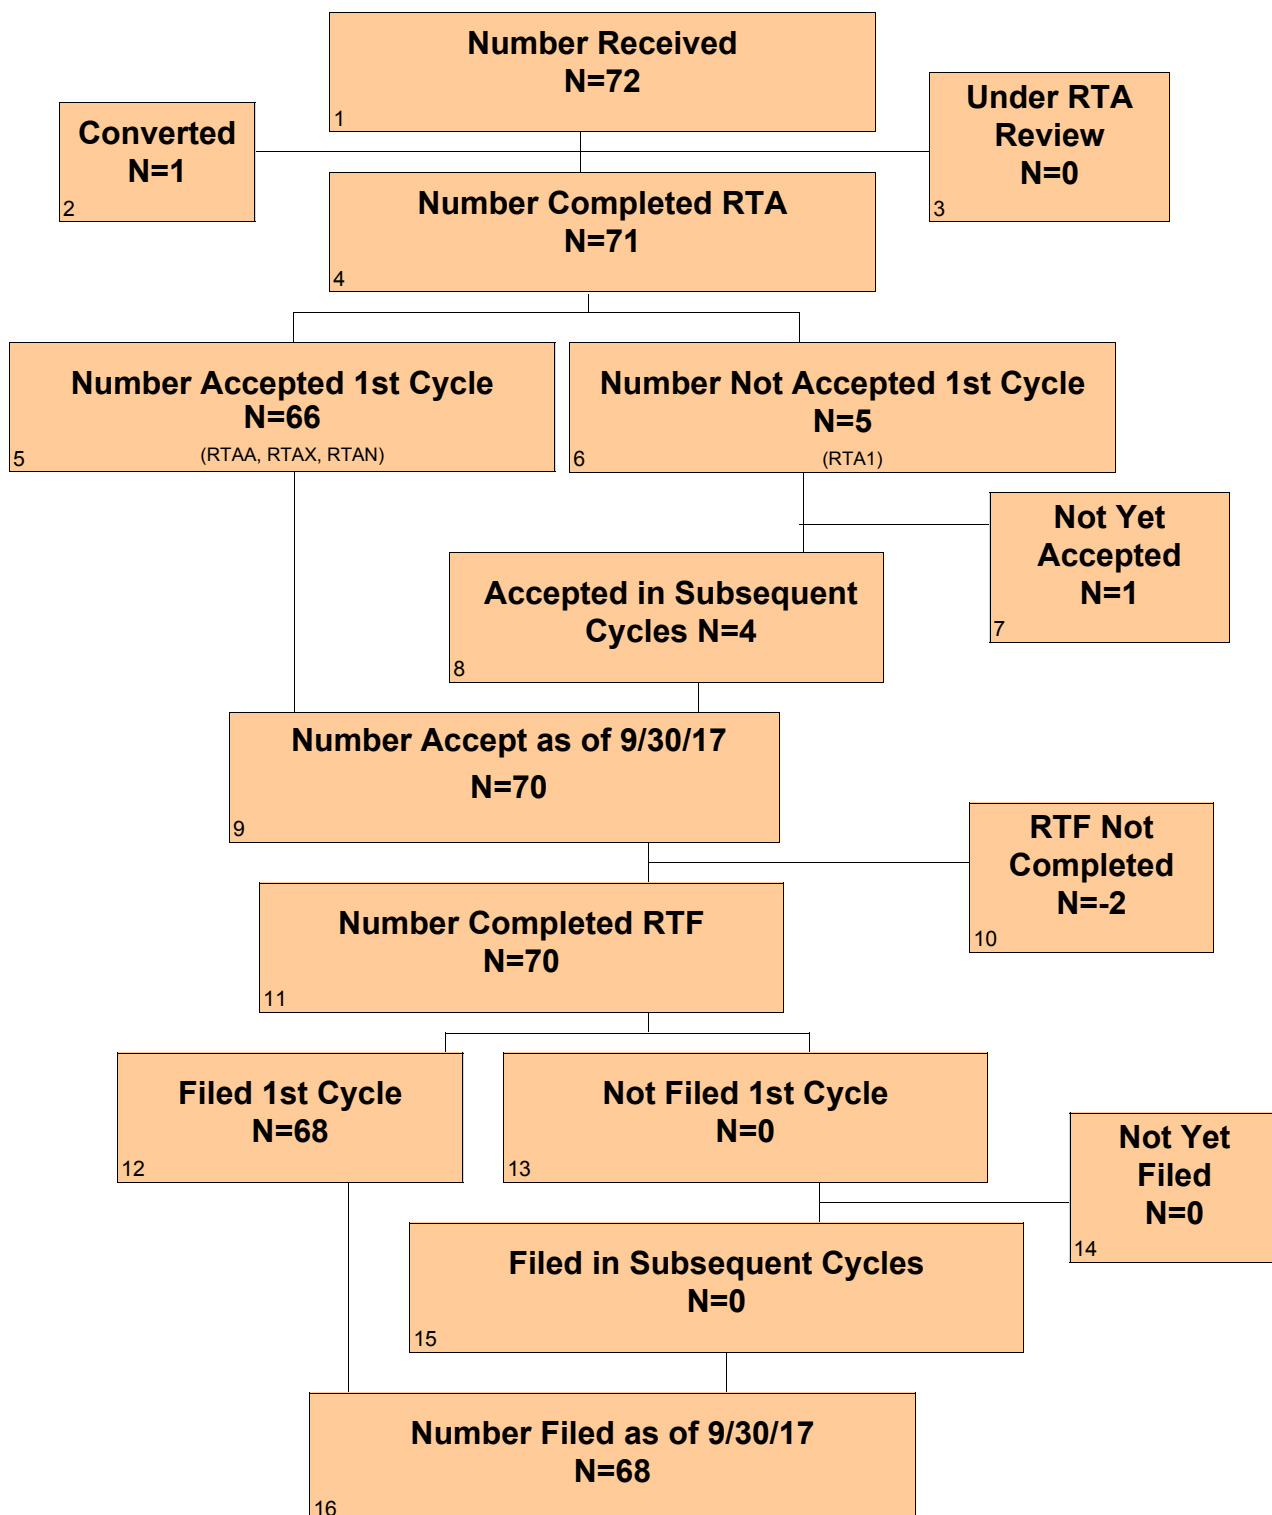 Number Received
N=72
1
Converted
N=1
2
Under RTA
Review
N=0
3
Number Completed RTA
N=71
4
Number Accepted 1st Cycle
N=66
(RTAA, RTAX, RTAN)
5
Number Not Accepted 1st Cycle
N=5
(RTA1)
6
Not Yet
Accepted
N=1
7
Accepted in Subsequent
Cycles N=4
8
Number Accept as of 9/30/17
N=70
9
RTF Not
Completed
N=-2
10
Number Completed RTF
N=70
11
Filed 1st Cycle
N=68
12
Not Filed 1st Cycle
N=0
13
Not Yet
Filed
N=0
14
Filed in Subsequent Cycles
N=0
15
Number Filed as of 9/30/17
N=68
16